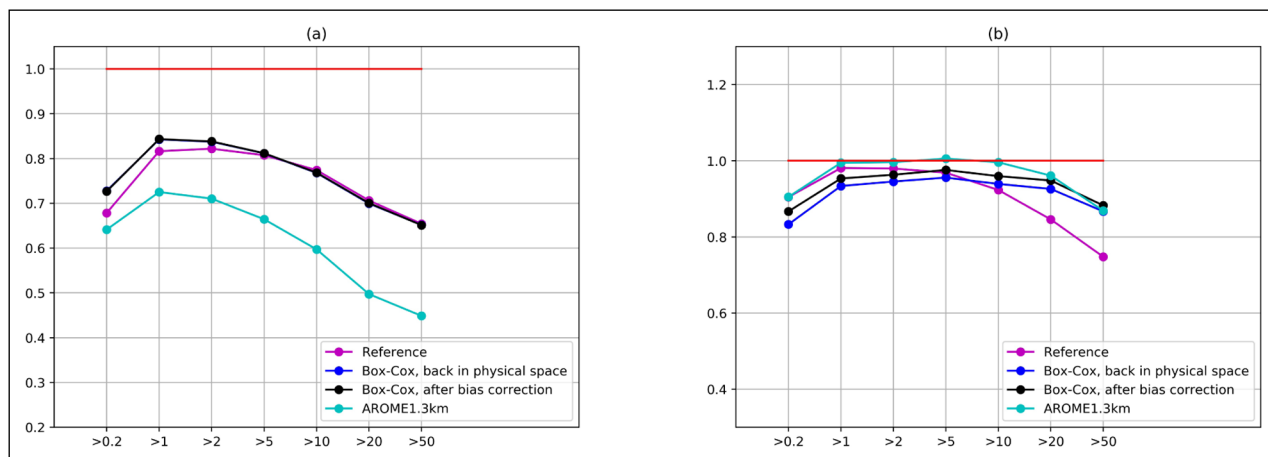 (a)
1.0
0.9
0.8
0.7
0.6
0.5
0.4
0.3
0.2
>0.2 >1 >2 >5 >10 >20 >50
Reference
Box-Cox, back in physical space
Box-Cox, after bias correction
AROME1.3km
(b)
1.2
1.0
0.8
0.6
0.4
>0.2 >1 >2 >5 >10 >20 >50
Reference
Box-Cox, back in physical space
Box-Cox, after bias correction
AROME1.3km